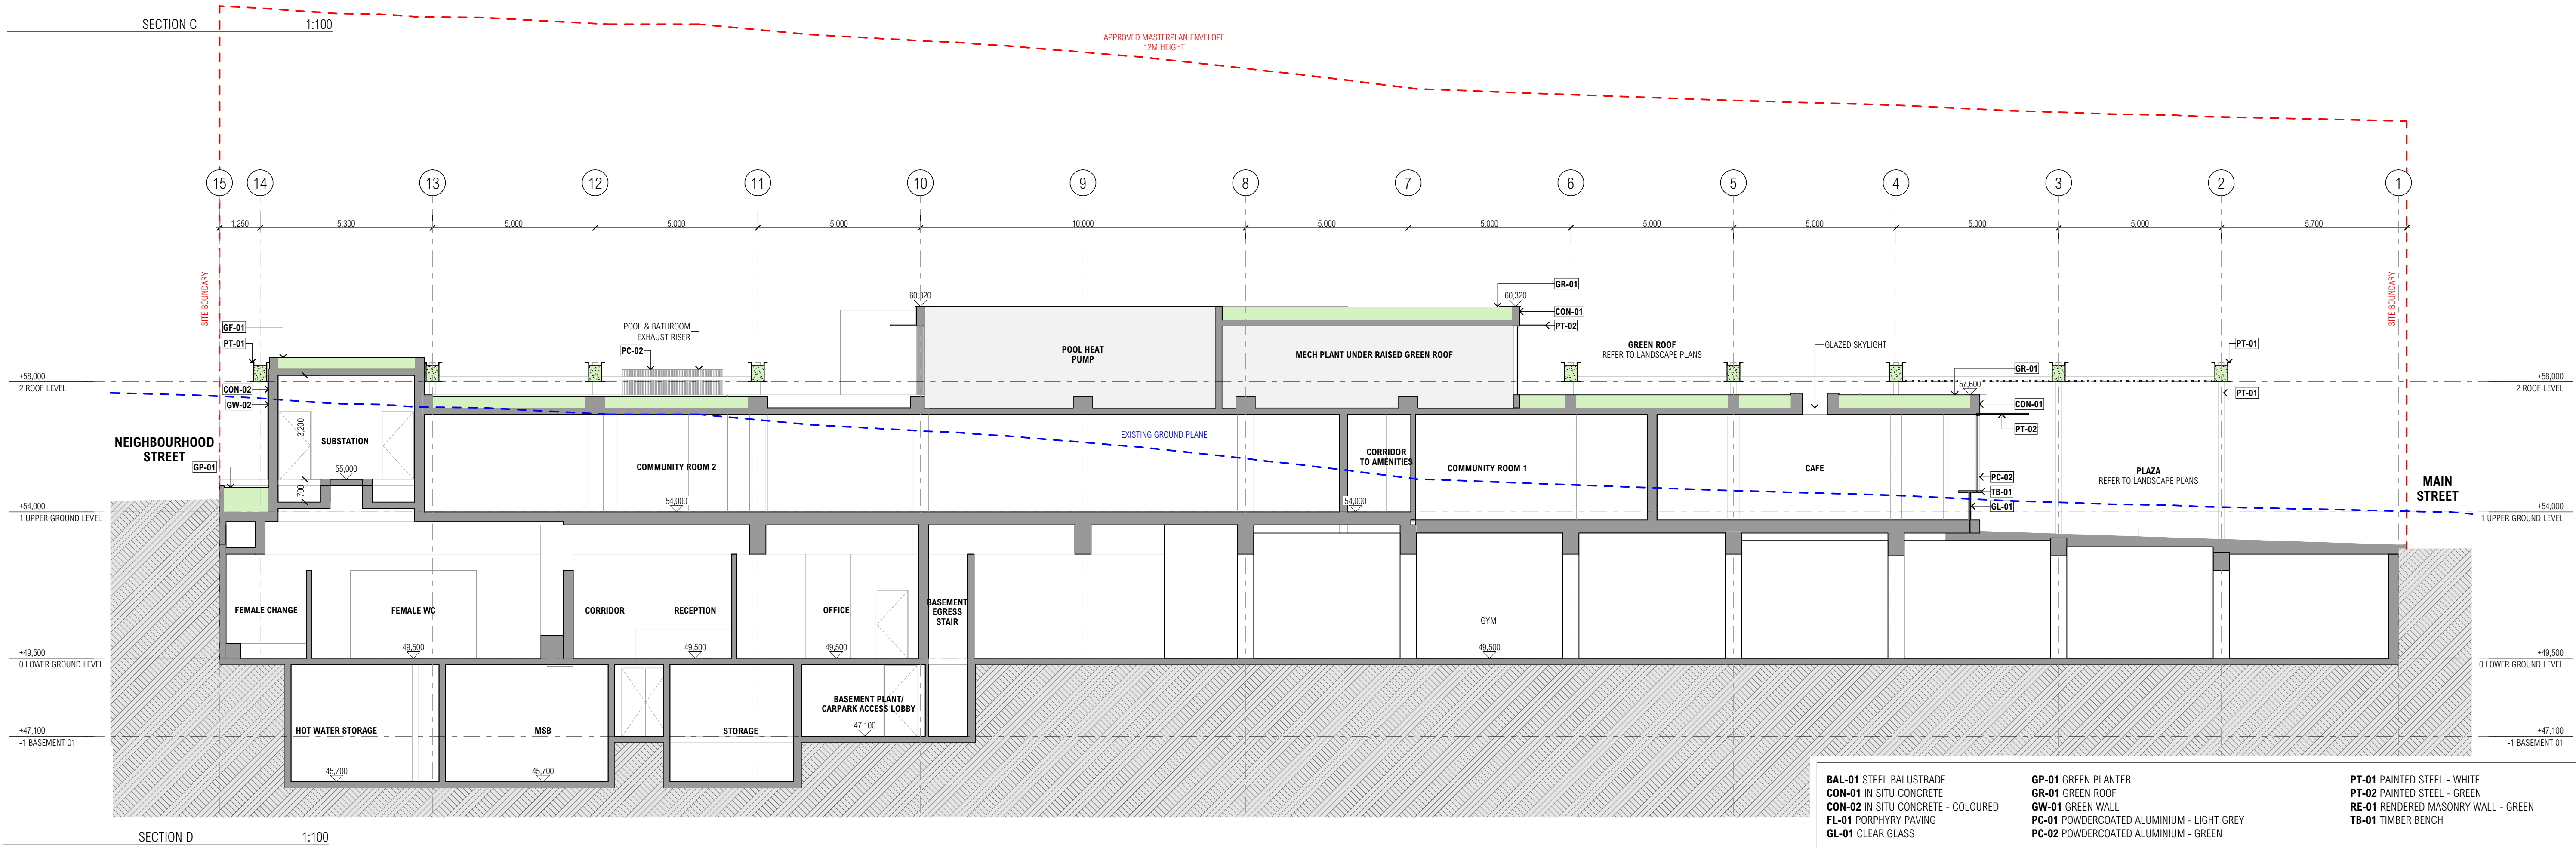 SECTION C 1:100
APPROVED MASTERPLAN ENVELOPE
12M HEIGHT
15 14 13 12 11 10 9 8 7 6 5 4 3 2 1
1,250 5,300 5,000 5,000 5,000 10,000 5,000 5,000 5,000 5,000 5,000 5,000 5,700
SITE BOUNDARY
SITE BOUNDARY
60,320
60,320
GR-01
CON-01
PT-02
GF-01
PT-01
POOL & BATHROOM
EXHAUST RISER
PC-02
POOL HEAT
PUMP
MECH PLANT UNDER RAISED GREEN ROOF
GREEN ROOF
REFER TO LANDSCAPE PLANS
GLAZED SKYLIGHT
GR-01
PT-01
+58,000
2 ROOF LEVEL
+58,000
2 ROOF LEVEL
CON-02
GW-02
57,600
PT-01
CON-01
PT-02
3,200
NEIGHBOURHOOD
STREET
SUBSTATION
EXISTING GROUND PLANE
GP-01
55,000
700
COMMUNITY ROOM 2
CORRIDOR
TO AMENITIES
COMMUNITY ROOM 1
CAFE
PLAZA
REFER TO LANDSCAPE PLANS
PC-02
TB-01
GL-01
MAIN
STREET
+54,000
1 UPPER GROUND LEVEL
54,000
54,000
+54,000
1 UPPER GROUND LEVEL
FEMALE CHANGE
FEMALE WC
CORRIDOR
RECEPTION
OFFICE
BASEMENT
EGRESS
STAIR
GYM
+49,500
0 LOWER GROUND LEVEL
49,500
49,500
49,500
49,500
+49,500
0 LOWER GROUND LEVEL
HOT WATER STORAGE
MSB
STORAGE
BASEMENT PLANT/
CARPARK ACCESS LOBBY
47,100
+47,100
-1 BASEMENT 01
+47,100
-1 BASEMENT 01
45,700
45,700
BAL-01 STEEL BALUSTRADE
CON-01 IN SITU CONCRETE
CON-02 IN SITU CONCRETE - COLOURED
FL-01 PORPHYRY PAVING
GL-01 CLEAR GLASS
GP-01 GREEN PLANTER
GR-01 GREEN ROOF
GW-01 GREEN WALL
PC-01 POWDERCOATED ALUMINIUM - LIGHT GREY
PC-02 POWDERCOATED ALUMINIUM - GREEN
PT-01 PAINTED STEEL - WHITE
PT-02 PAINTED STEEL - GREEN
RE-01 RENDERED MASONRY WALL - GREEN
TB-01 TIMBER BENCH
SECTION D 1:100